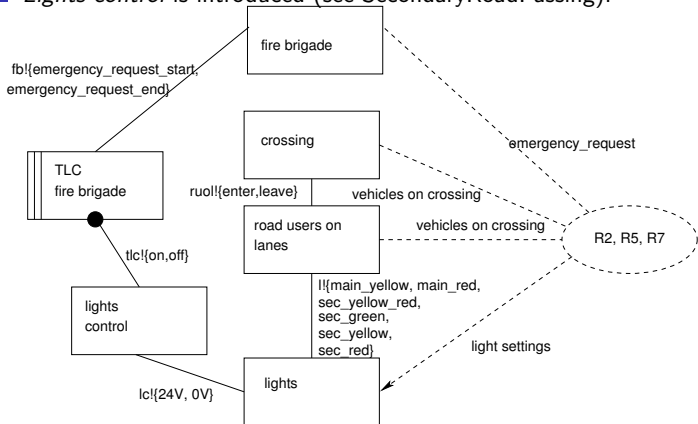 Lights control is introduced (see SecondaryRoadPassing).
fire brigade
fb!{emergency_request_start,
emergency_request_end}
crossing
emergency_request
TLC
fire brigade
ruol!{enter,leave}
vehicles on crossing
road users on
lanes
vehicles on crossing
R2, R5, R7
tlc!{on,off}
l!{main_yellow, main_red,
sec_yellow_red,
sec_green,
sec_yellow,
sec_red}
lights
control
light settings
lights
lc!{24V, 0V}